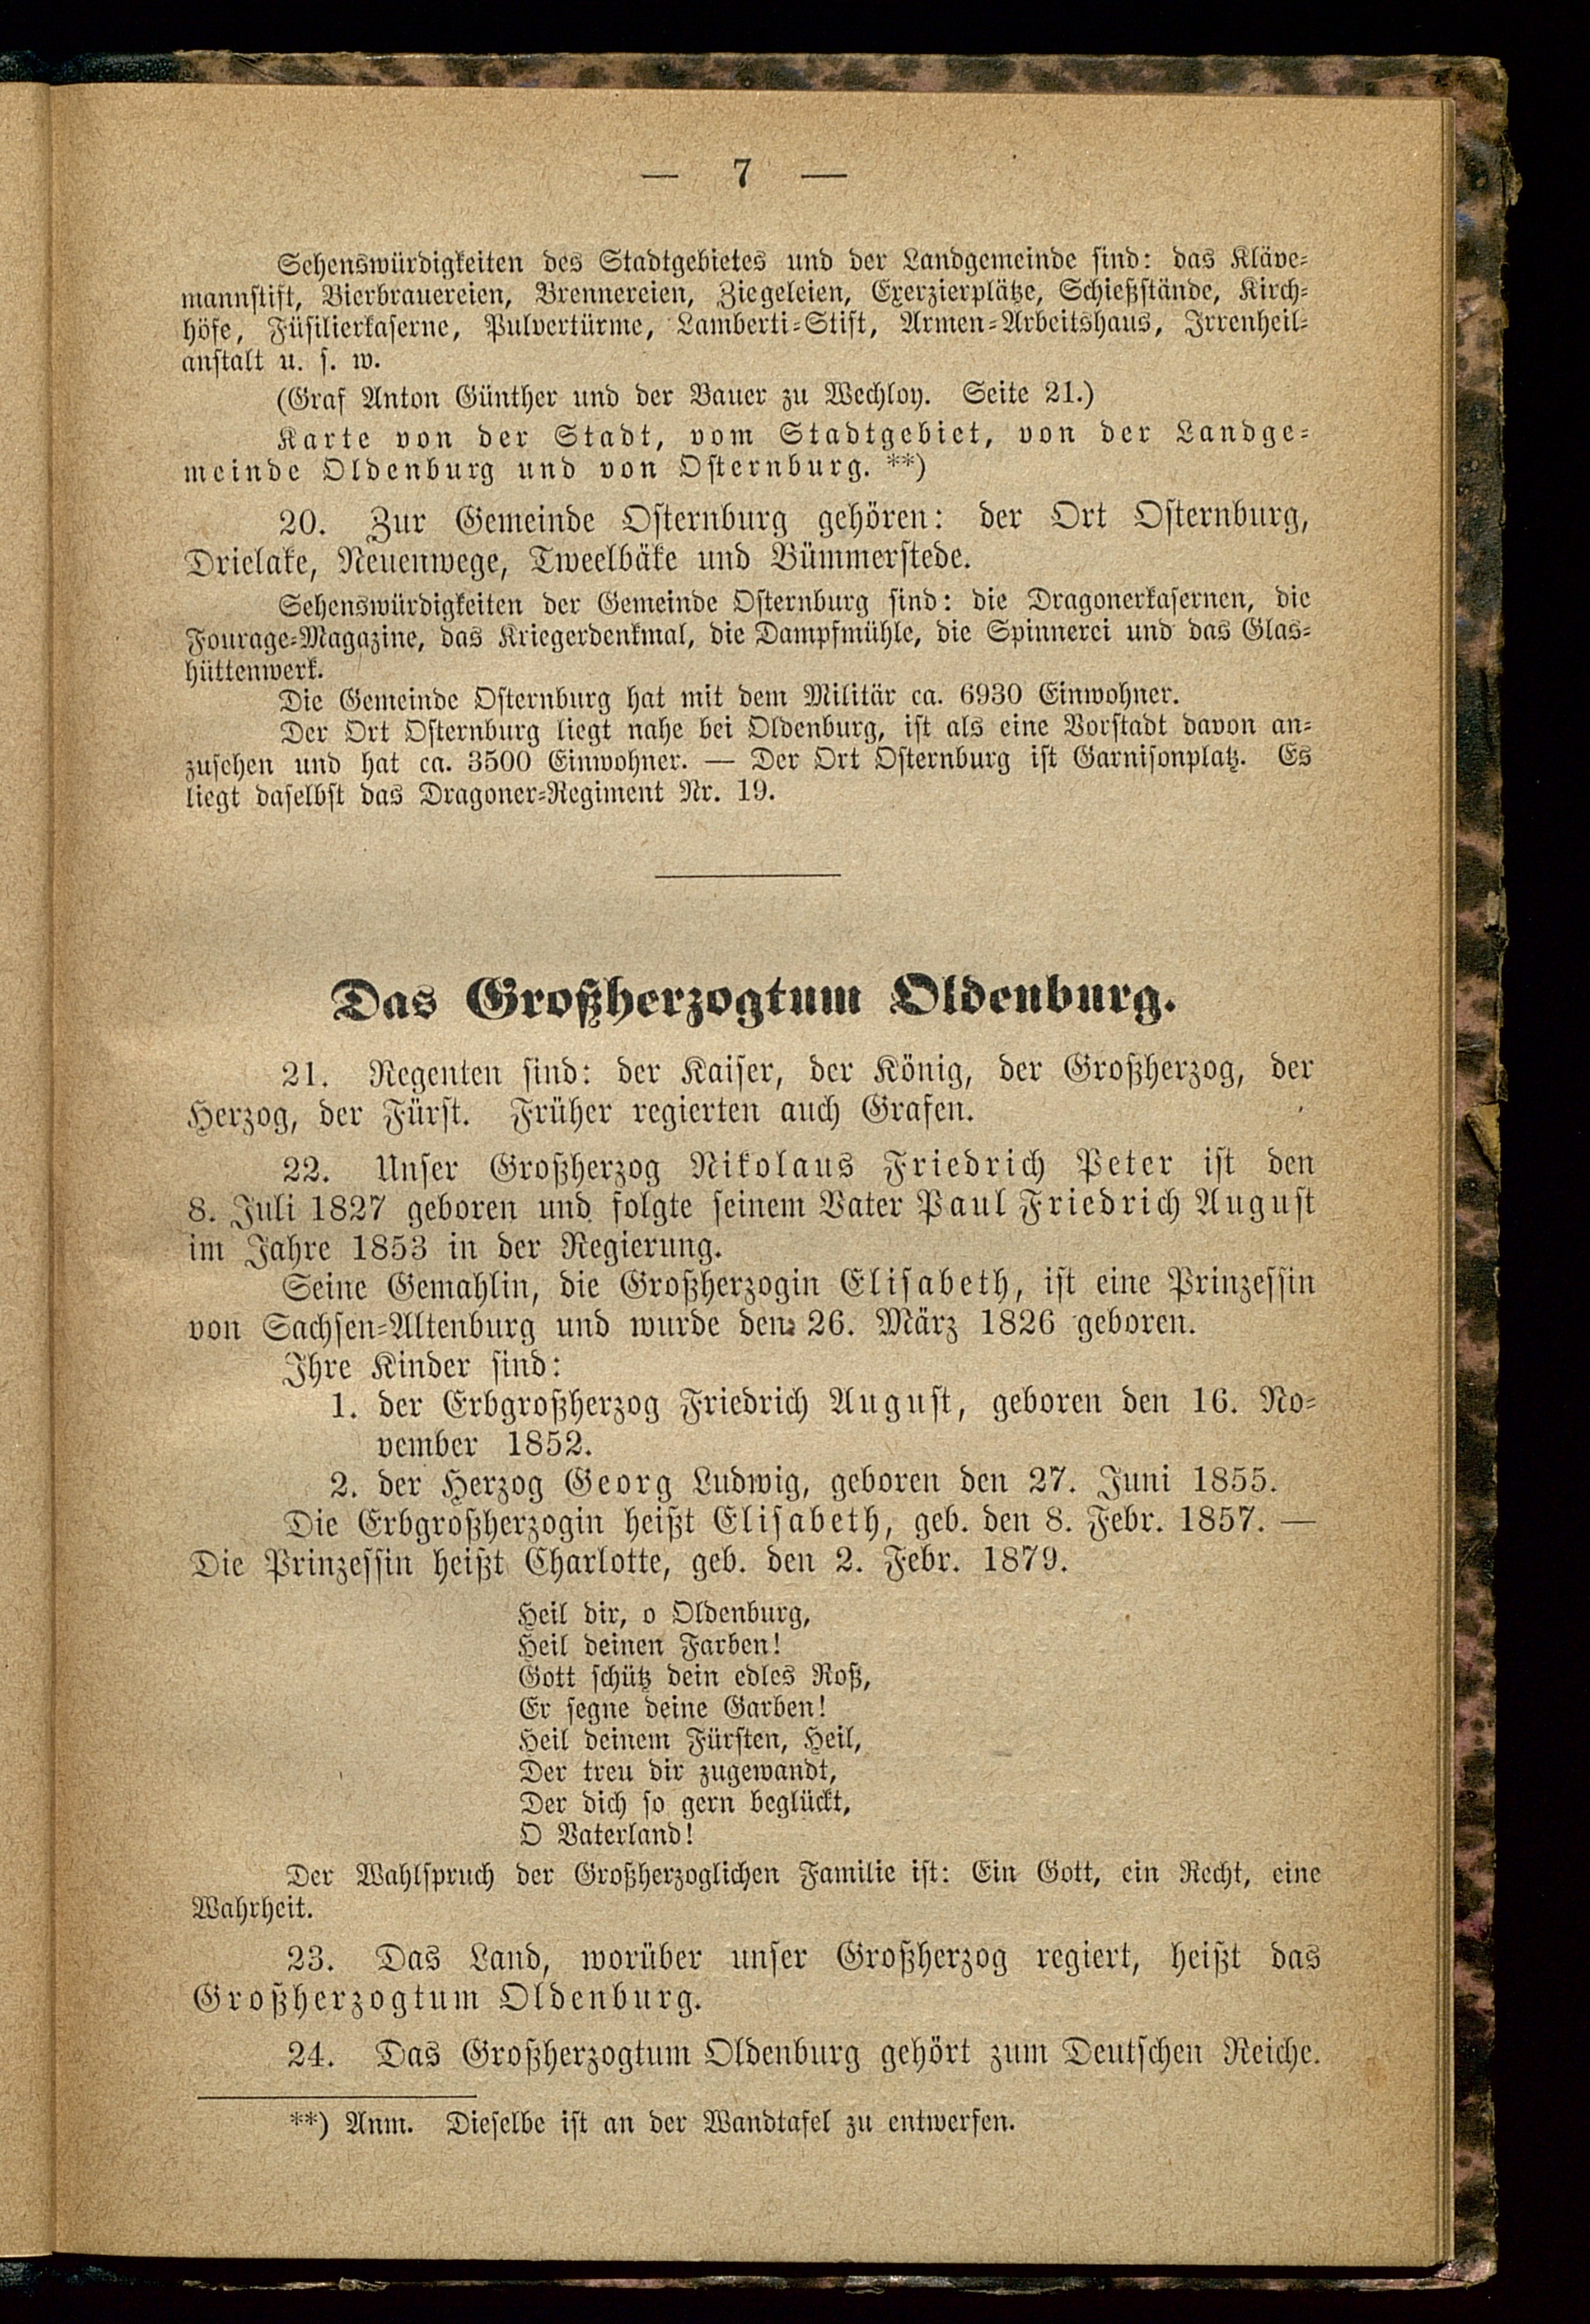 — 7 —
Sehenswürdigkeiten des Stadtgebietes und der Landgemeinde sind: das Kläve-
mannstift, Bierbrauereien, Brennereien, Ziegeleien, Exerzierplätze, Schießstände, Kirch-
höfe, Füsilierkaserne, Pulvertürme, Lamberti-Stift, Armen-Arbeitshaus, Irrenheil-
anstalt u. s. w.
(Graf Anton Günther und der Bauer zu Wechloy. Seite 21.)
Karte von der Stadt, vom Stadtgebiet, von der Landge-
meinde Oldenburg und von Osternburg. **)
20. Zur Gemeinde Osternburg gehören: der Ort Osternburg,
Drielake, Neuenwege, Tweelbäke und Bümmerstede.
Sehenswürdigkeiten der Gemeinde Osternburg sind: die Dragonerkasernen, die
Fourage-Magazine, das Kriegerdenkmal, die Dampfmühle, die Spinnerei und das Glas-
hüttenwerk.
Die Gemeinde Osternburg hat mit dem Militär ca. 6930 Einwohner.
Der Ort Osternburg liegt nahe bei Oldenburg, ist als eine Vorstadt davon an-
zusehen und hat ca. 3500 Einwohner. — Der Ort Osternburg ist Garnisonplatz. Es
liegt daselbst das Dragoner-Regiment Nr. 19.
Das Großherzogtum Oldenburg.
21. Regenten sind: der Kaiser, der König, der Großherzog, der
Herzog, der Fürst. Früher regierten auch Grafen.
22. Unser Großherzog Nikolaus Friedrich Peter ist den
8. Juli 1827 geboren und folgte seinem Vater Paul Friedrich August
im Jahre 1853 in der Regierung.
Seine Gemahlin, die Großherzogin Elisabeth, ist eine Prinzessin
von Sachsen-Altenburg und wurde den 26. März 1826 geboren.
Ihre Kinder sind:
1. der Erbgroßherzog Friedrich August, geboren den 16. No-
vember 1852.
2. der Herzog Georg Ludwig, geboren den 27. Juni 1855.
Die Erbgroßherzogin heißt Elisabeth, geb. den 8. Febr. 1857. —
Die Prinzessin heißt Charlotte, geb. den 2. Febr. 1879.
Heil dir, o Oldenburg,
Heil deinen Farben!
Gott schütz dein edles Roß,
Er segne deine Garben!
Heil deinem Fürsten, Heil,
Der treu dir zugewandt,
Der dich so gern beglückt,
O Vaterland!
Der Wahlspruch der Großherzoglichen Familie ist: Ein Gott, ein Recht, eine
Wahrheit.
23. Das Land, worüber unser Großherzog regiert, heißt das
Großherzogtum Oldenburg.
24. Das Großherzogtum Oldenburg gehört zum Deutschen Reiche.
**) Anm. Dieselbe ist an der Wandtafel zu entwerfen.